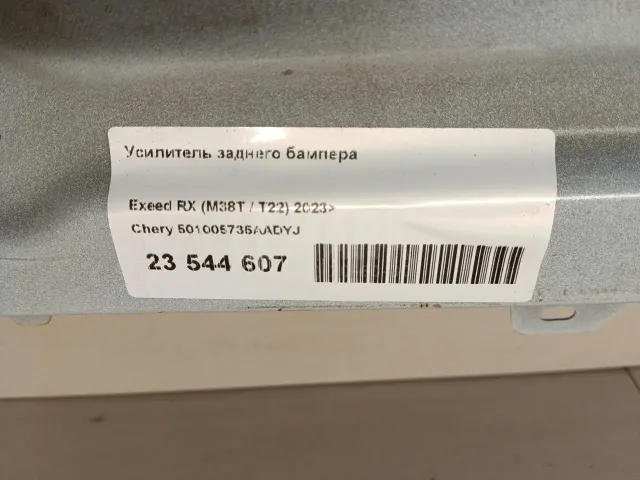 Усилитель заднего бампера
Exeed RX (M38T / T22) 2023>
Chery 501005735AADYJ
23 544 607